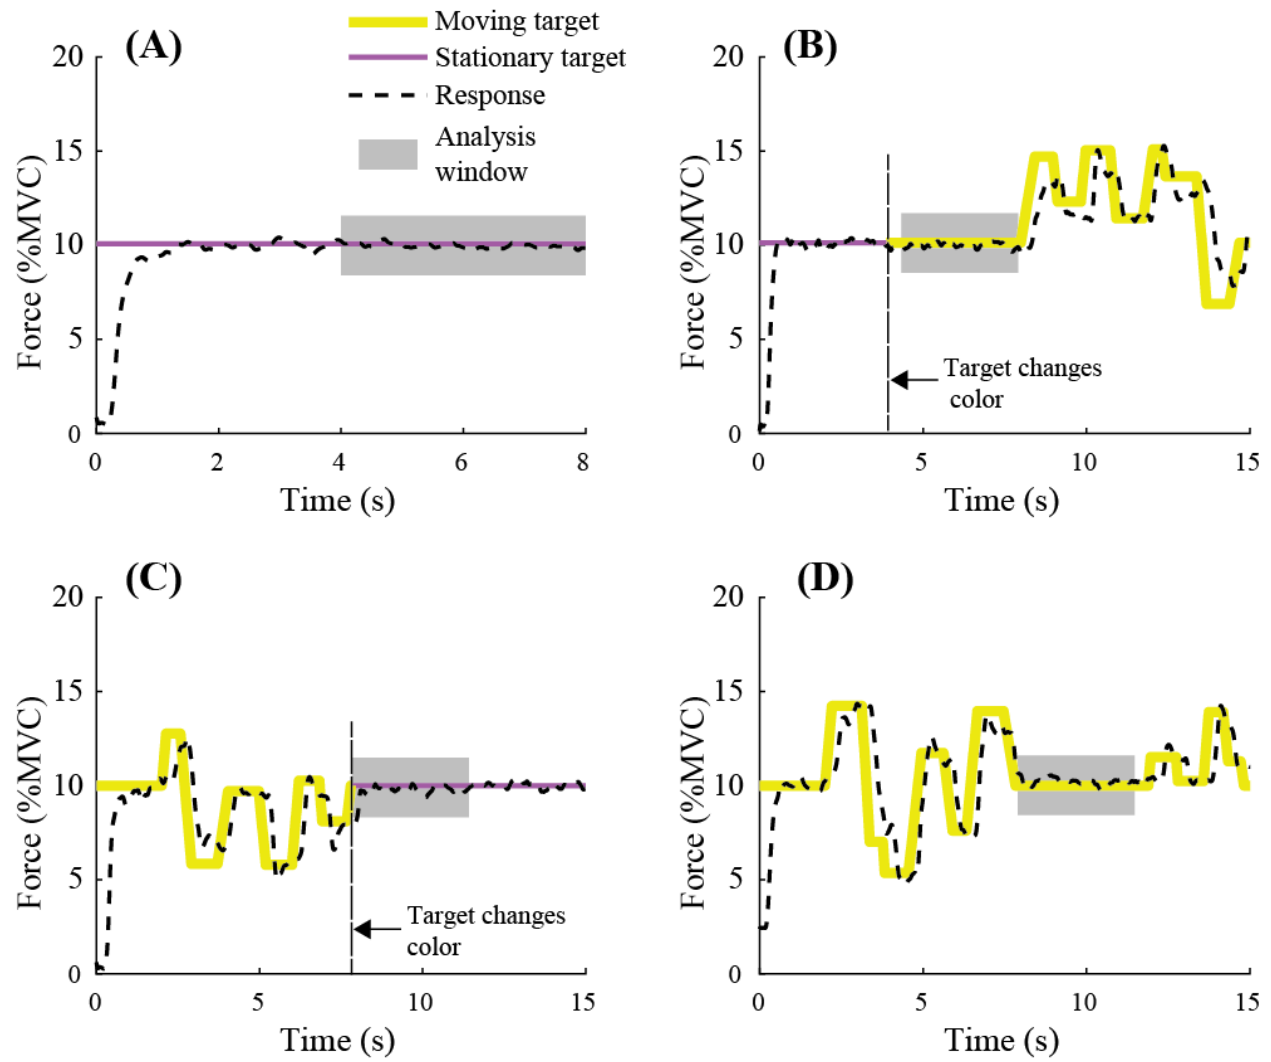 (A)
Moving target
Stationary target
Response
Analysis
window
20
15
10
5
0
Force (%MVC)
0 2 4 6 8
Time (s)
(B)
20
15
10
5
0
Force (%MVC)
Target changes
color
0 5 10 15
Time (s)
(C)
20
15
10
5
0
Force (%MVC)
Target changes
color
0 5 10 15
Time (s)
(D)
20
15
10
5
0
Force (%MVC)
0 5 10 15
Time (s)